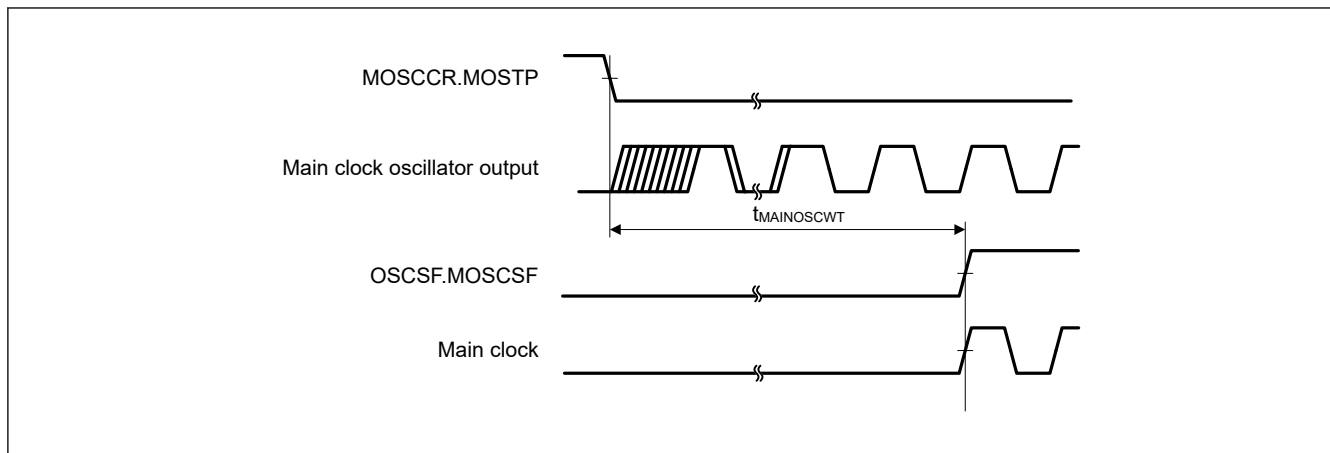 MOSCCR.MOSTP
Main clock oscillator output
tMAINOSCWT
OSCSF.MOSCSF
Main clock